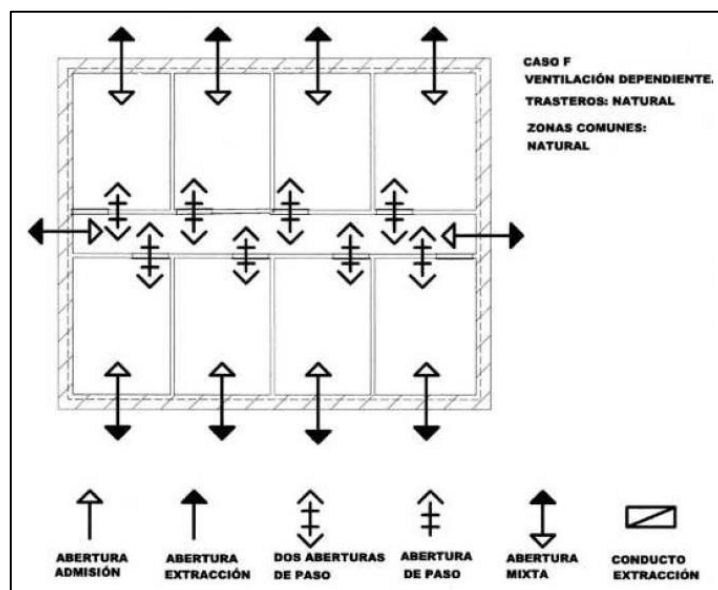 CASO F
VENTILACIÓN DEPENDIENTE.
TRASTEROS: NATURAL
ZONAS COMUNES:
NATURAL
ABERTURA
ADMISIÓN
ABERTURA
EXTRACCIÓN
DOS ABERTURAS
DE PASO
ABERTURA
DE PASO
ABERTURA
MIXTA
CONDUCTO
EXTRACCIÓN